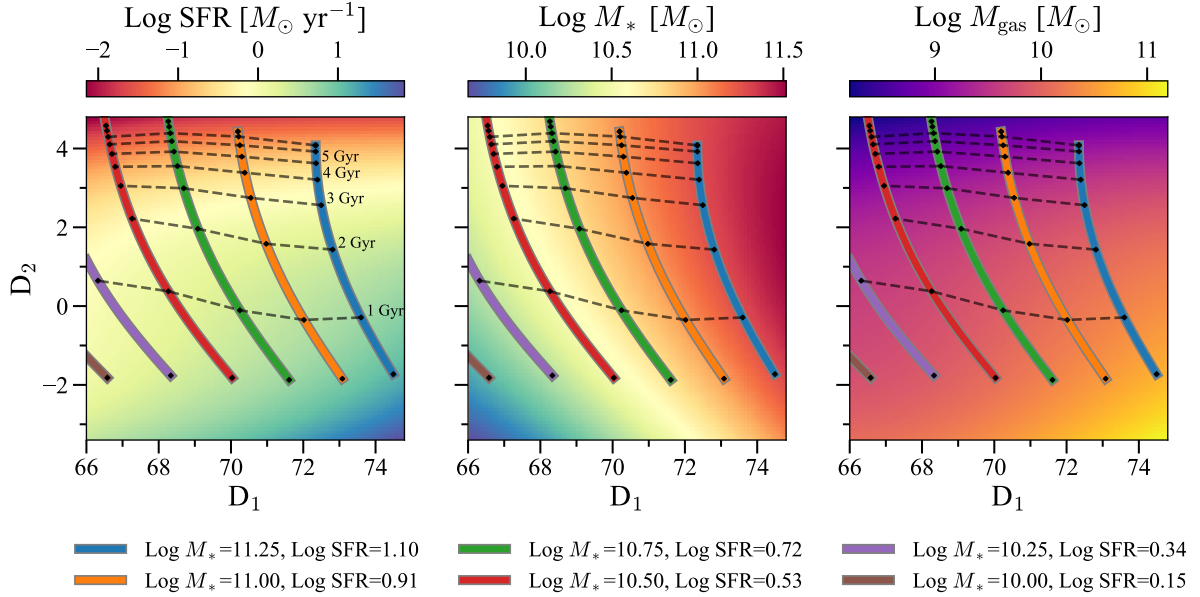 Log SFR [M⊙ yr⁻¹] Log M* [M⊙] Log Mgas [M⊙]
−2 −1 0 1 10.0 10.5 11.0 11.5 9 10 11
4
2
0
−2
D₂
5 Gyr
4 Gyr
3 Gyr
2 Gyr
1 Gyr
66 68 70 72 74 66 68 70 72 74 66 68 70 72 74
D₁ D₁ D₁
Log M*=11.25, Log SFR=1.10 Log M*=10.75, Log SFR=0.72 Log M*=10.25, Log SFR=0.34
Log M*=11.00, Log SFR=0.91 Log M*=10.50, Log SFR=0.53 Log M*=10.00, Log SFR=0.15